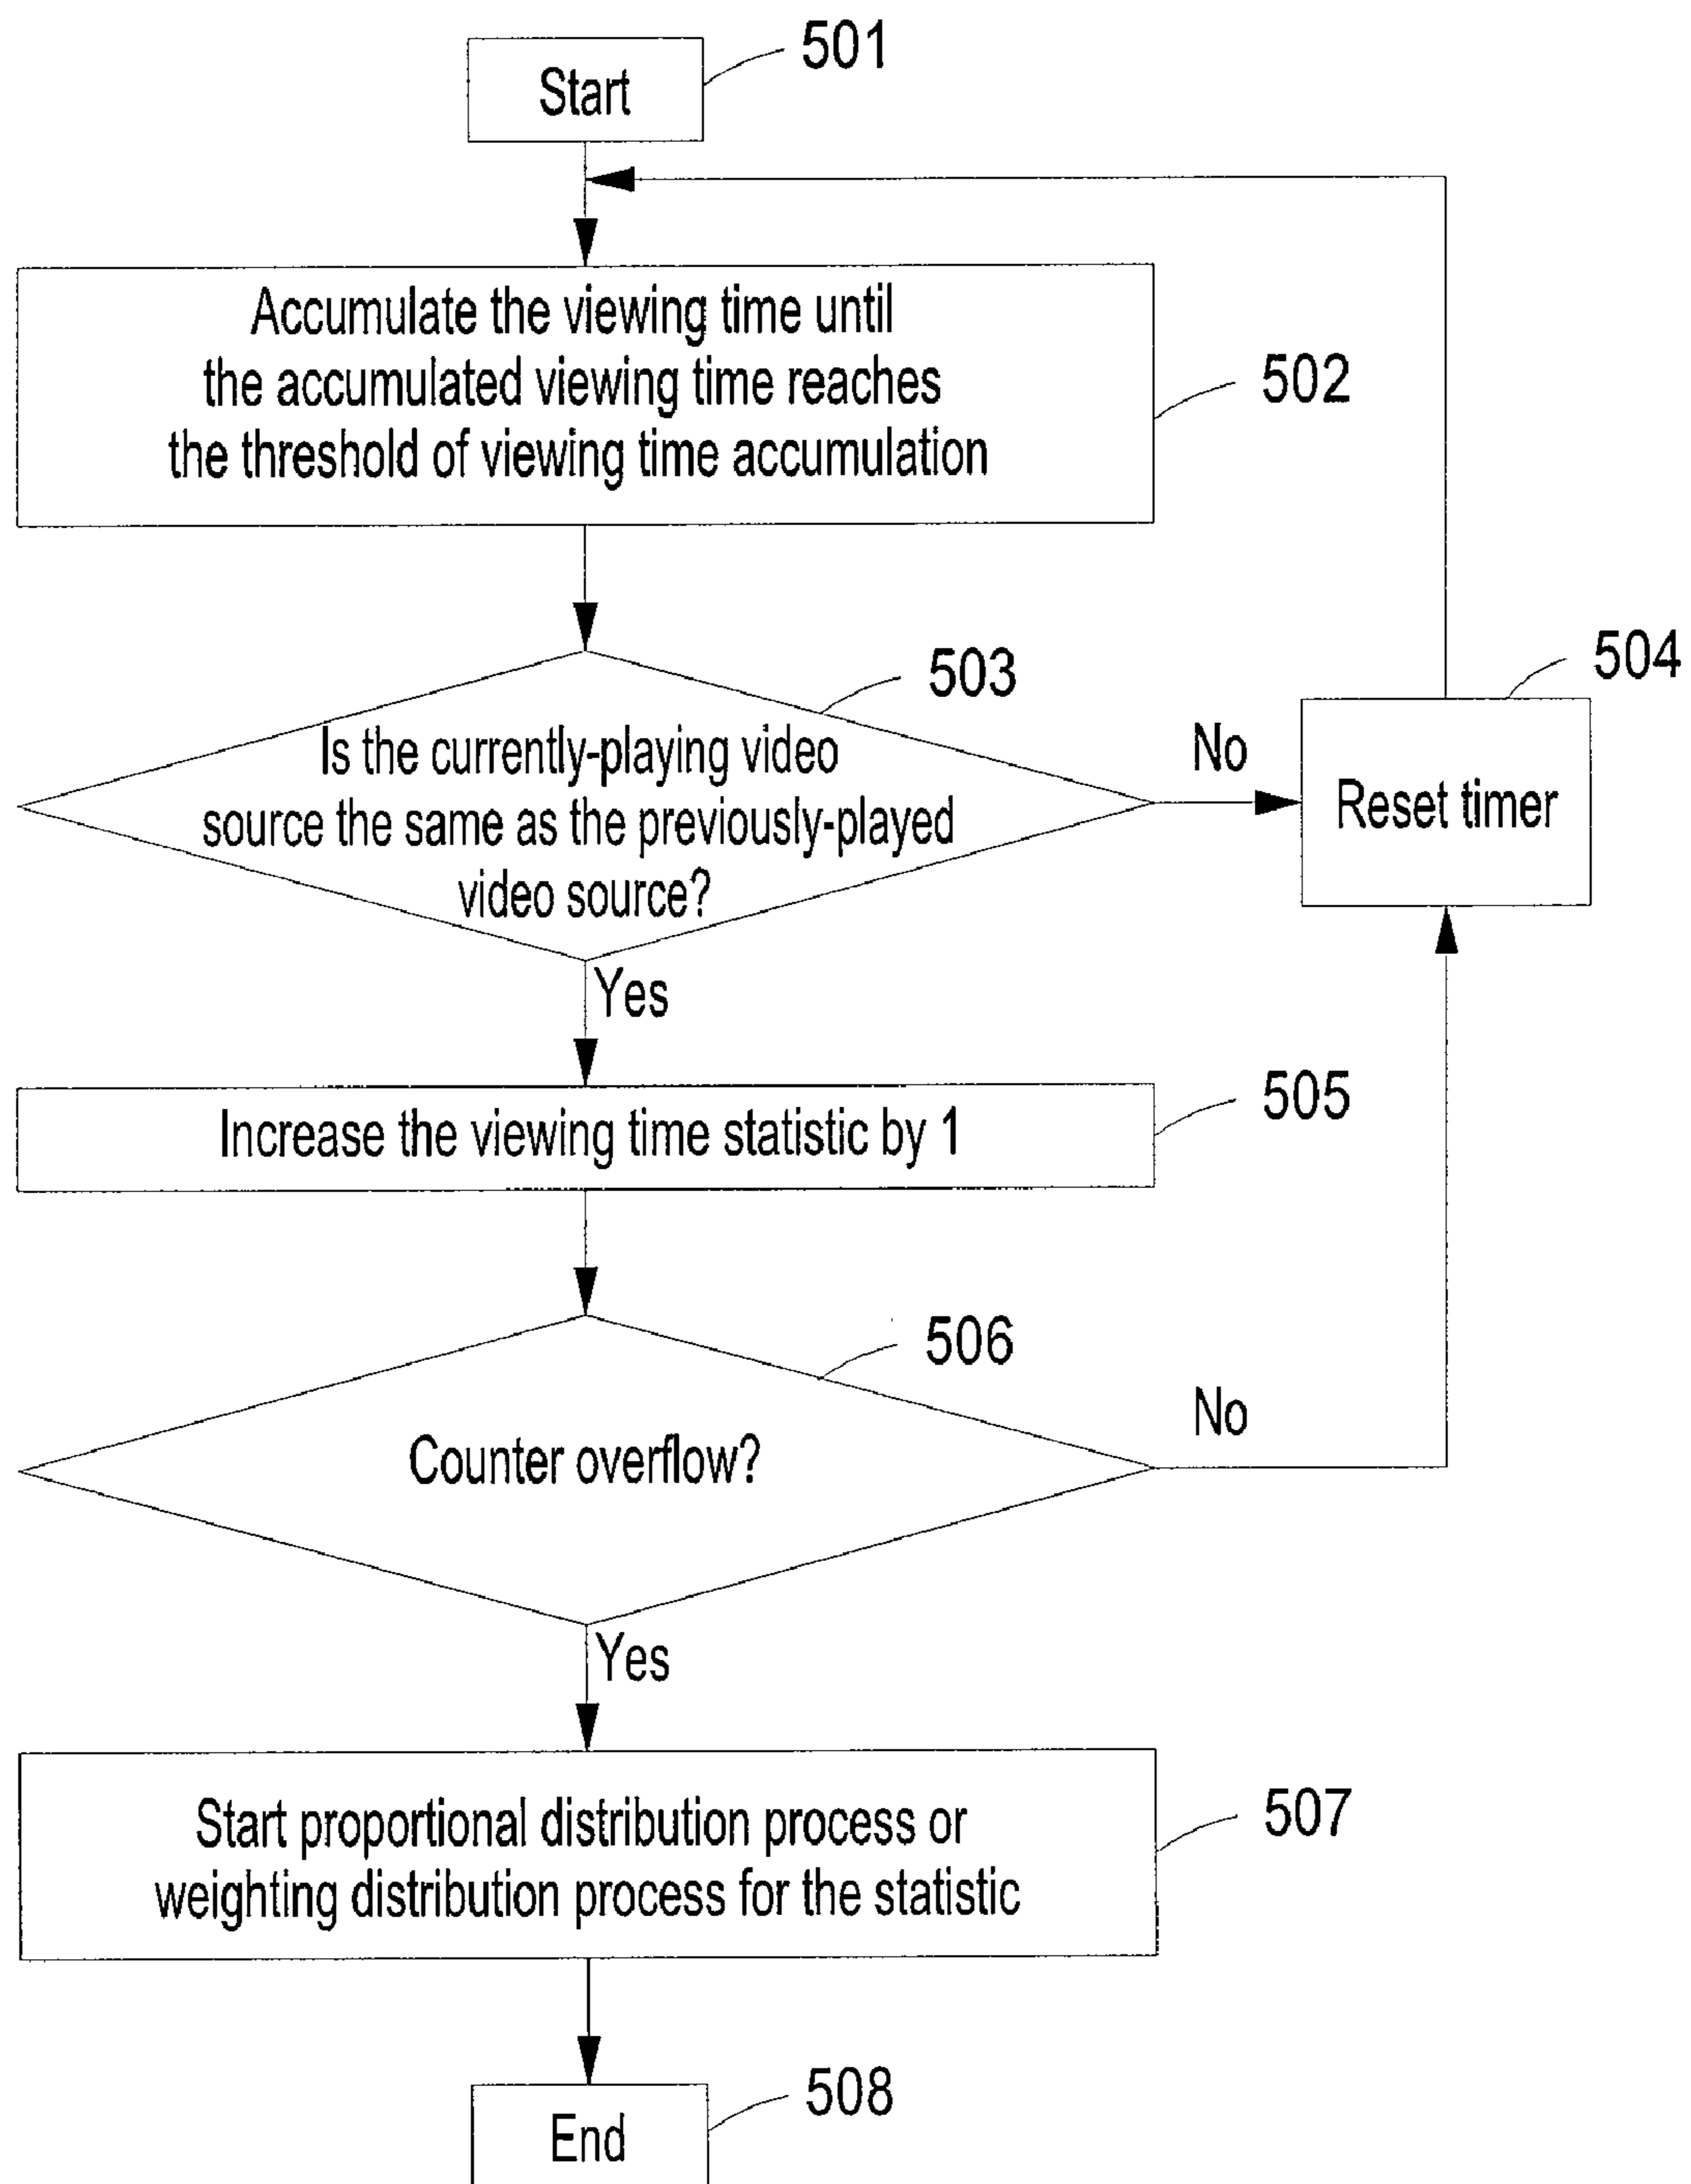 501
Start
Accumulate the viewing time until
the accumulated viewing time reaches
the threshold of viewing time accumulation
502
503
Is the currently-playing video
source the same as the previously-played
video source?
No
504
Reset timer
Yes
Increase the viewing time statistic by 1
505
506
Counter overflow?
No
Yes
Start proportional distribution process or
weighting distribution process for the statistic
507
508
End